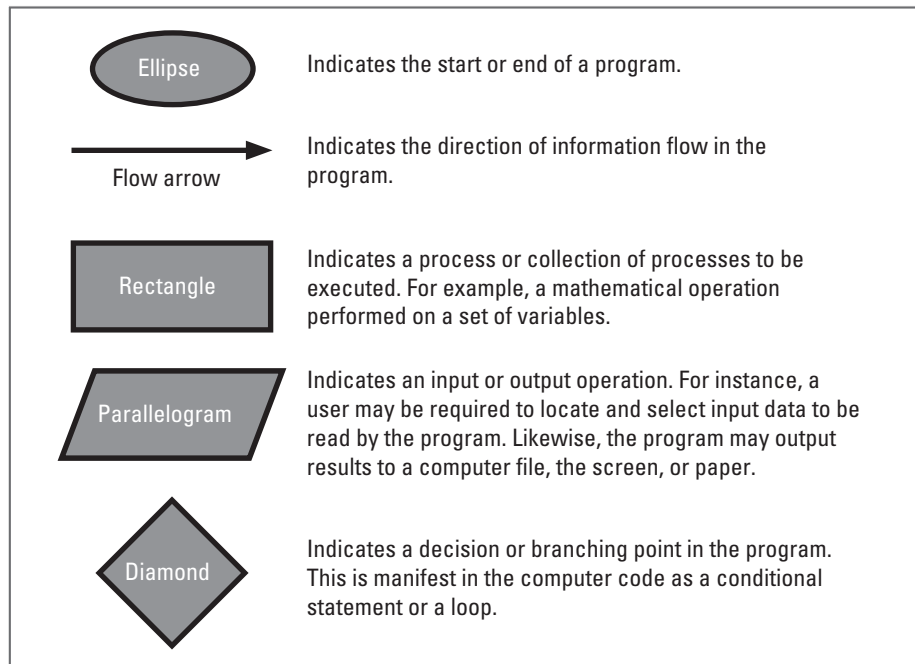 Ellipse
Indicates the start or end of a program.
Flow arrow
Indicates the direction of information flow in the
program.
Rectangle
Indicates a process or collection of processes to be
executed. For example, a mathematical operation
performed on a set of variables.
Parallelogram
Indicates an input or output operation. For instance, a
user may be required to locate and select input data to be
read by the program. Likewise, the program may output
results to a computer file, the screen, or paper.
Diamond
Indicates a decision or branching point in the program.
This is manifest in the computer code as a conditional
statement or a loop.